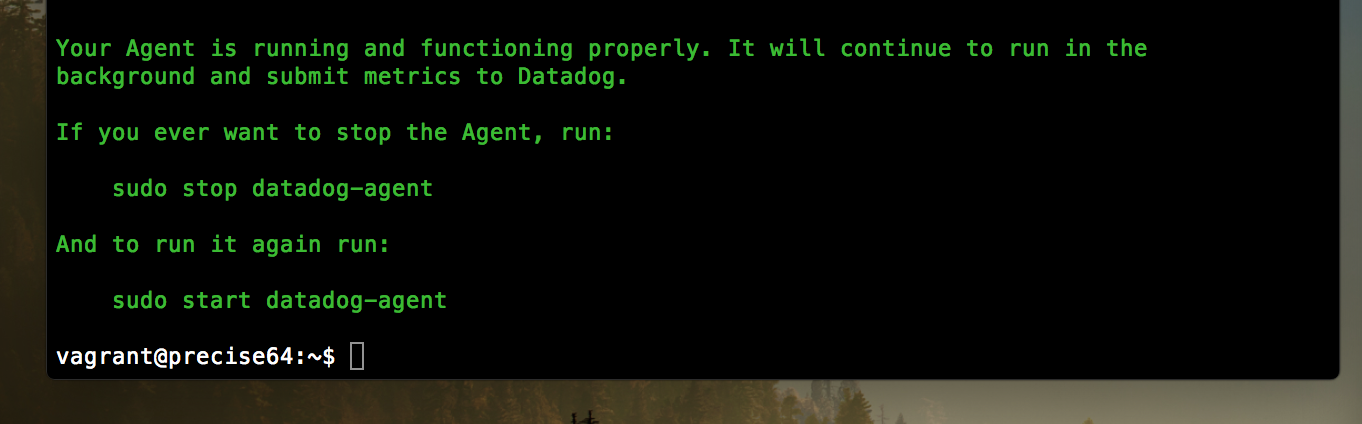 Your Agent is running and functioning properly. It will continue to run in the
background and submit metrics to Datadog.
If you ever want to stop the Agent, run:
sudo stop datadog-agent
And to run it again run:
sudo start datadog-agent
vagrant@precise64:~$